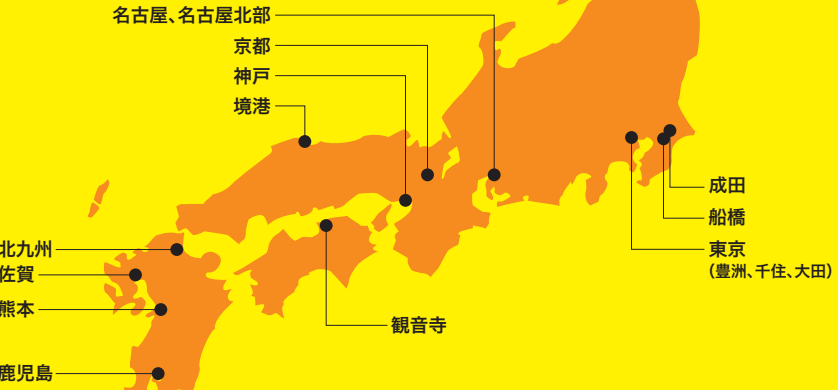 名古屋、名古屋北部
京都
神戸
境港
成田
船橋
東京
（豊洲、千住、大田）
北九州
佐賀
熊本
鹿児島
観音寺